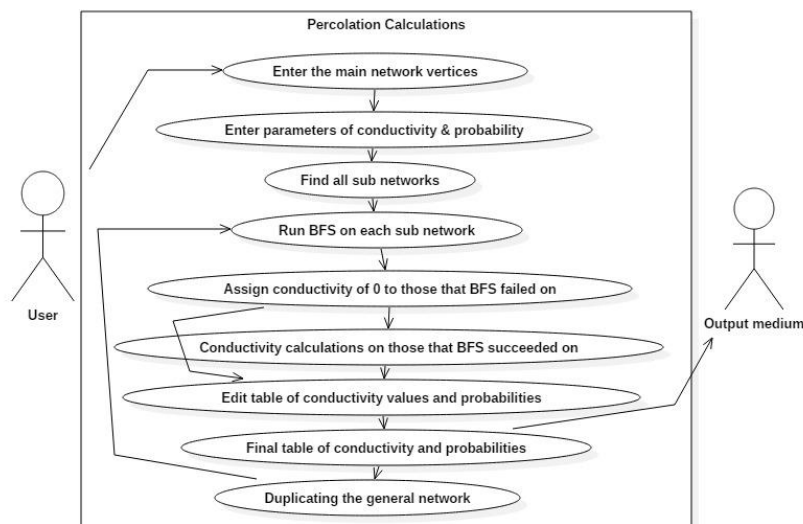 Percolation Calculations
Enter the main network vertices
Enter parameters of conductivity & probability
Find all sub networks
Run BFS on each sub network
Assign conductivity of 0 to those that BFS failed on
User
Output medium
Conductivity calculations on those that BFS succeeded on
Edit table of conductivity values and probabilities
Final table of conductivity and probabilities
Duplicating the general network